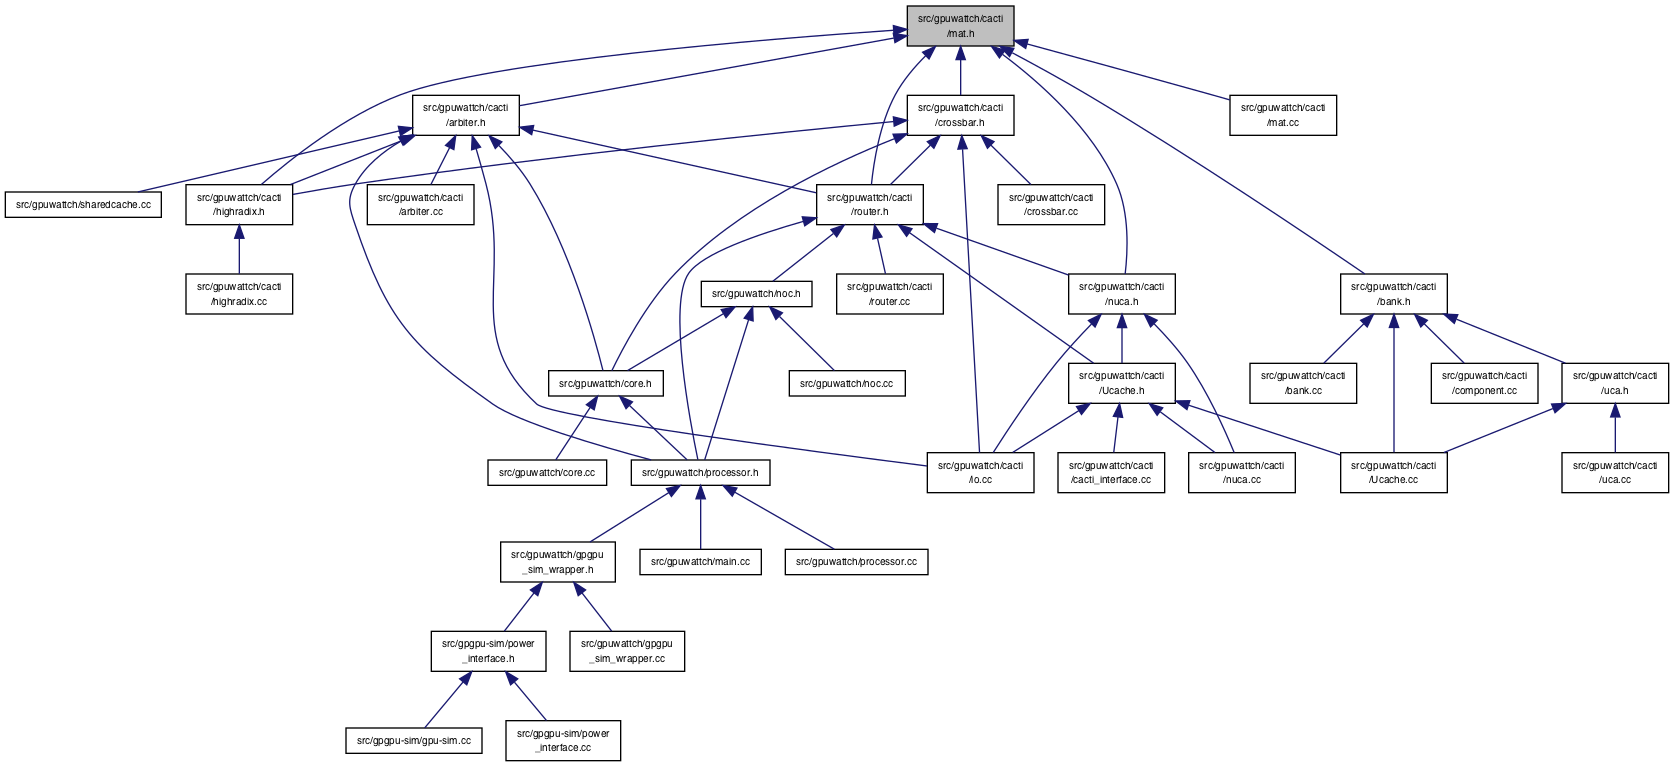 src/gpuwattch/cacti
/mat.h
src/gpuwattch/cacti
/arbiter.h
src/gpuwattch/cacti
/crossbar.h
src/gpuwattch/cacti
/mat.cc
src/gpuwattch/sharedcache.cc
src/gpuwattch/cacti
/highradix.h
src/gpuwattch/cacti
/arbiter.cc
src/gpuwattch/cacti
/router.h
src/gpuwattch/cacti
/crossbar.cc
src/gpuwattch/cacti
/highradix.cc
src/gpuwattch/noc.h
src/gpuwattch/cacti
/router.cc
src/gpuwattch/cacti
/nuca.h
src/gpuwattch/cacti
/bank.h
src/gpuwattch/core.h
src/gpuwattch/noc.cc
src/gpuwattch/cacti
/Ucache.h
src/gpuwattch/cacti
/bank.cc
src/gpuwattch/cacti
/component.cc
src/gpuwattch/cacti
/uca.h
src/gpuwattch/core.cc
src/gpuwattch/processor.h
src/gpuwattch/cacti
/io.cc
src/gpuwattch/cacti
/cacti_interface.cc
src/gpuwattch/cacti
/nuca.cc
src/gpuwattch/cacti
/Ucache.cc
src/gpuwattch/cacti
/uca.cc
src/gpuwattch/gpgpu
_sim_wrapper.h
src/gpuwattch/main.cc
src/gpuwattch/processor.cc
src/gpgpu-sim/power
_interface.h
src/gpuwattch/gpgpu
_sim_wrapper.cc
src/gpgpu-sim/gpu-sim.cc
src/gpgpu-sim/power
_interface.cc